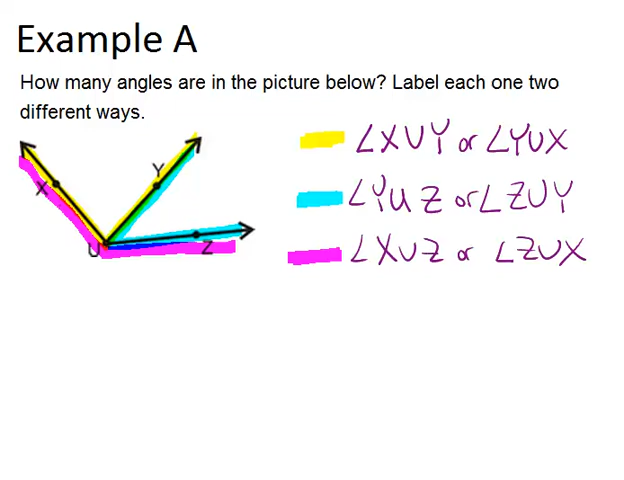 Example A
How many angles are in the picture below? Label each one two
different ways.
∠XUY or ∠YUX
∠YUZ or ∠ZUY
∠XUZ or ∠ZUX
X
Y
U
Z